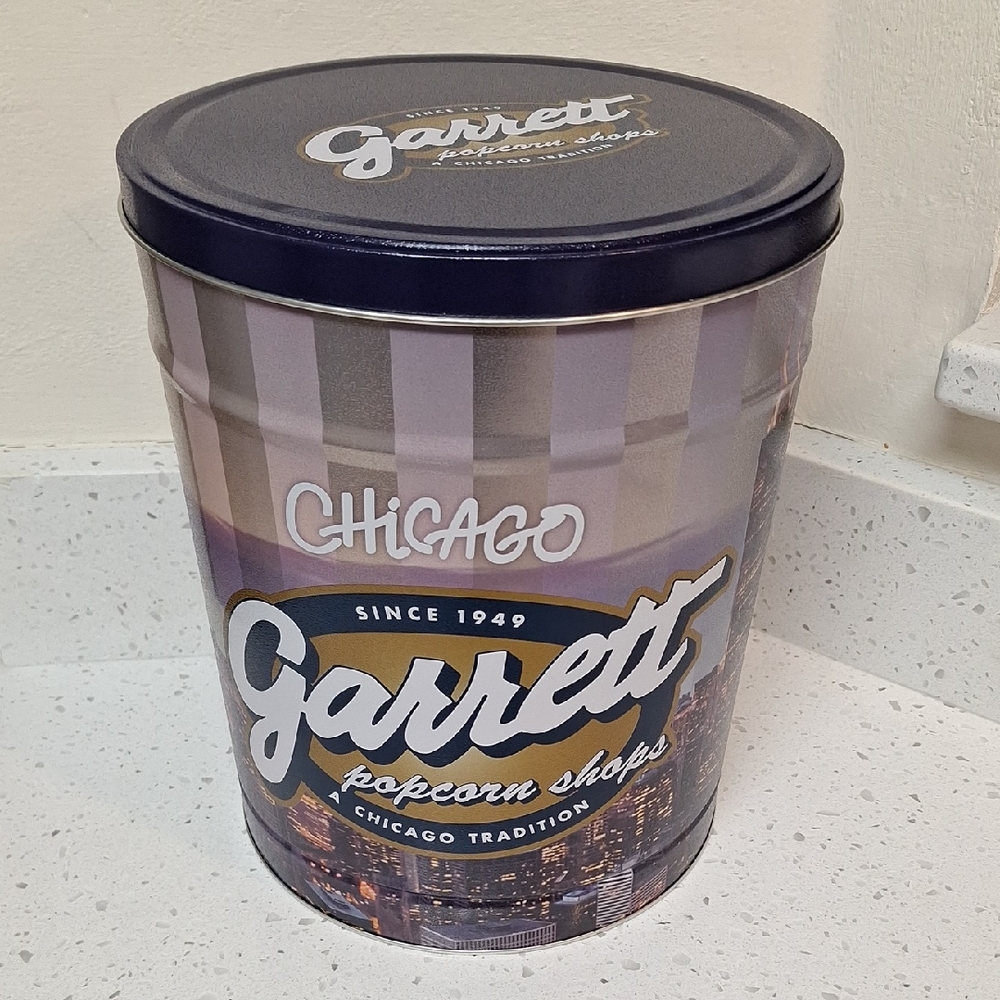 SINCE 1949
Garrett
popcorn shops
A CHICAGO TRADITION
CHiCAGO
SINCE 1949
Garrett
popcorn shops
A CHICAGO TRADITION